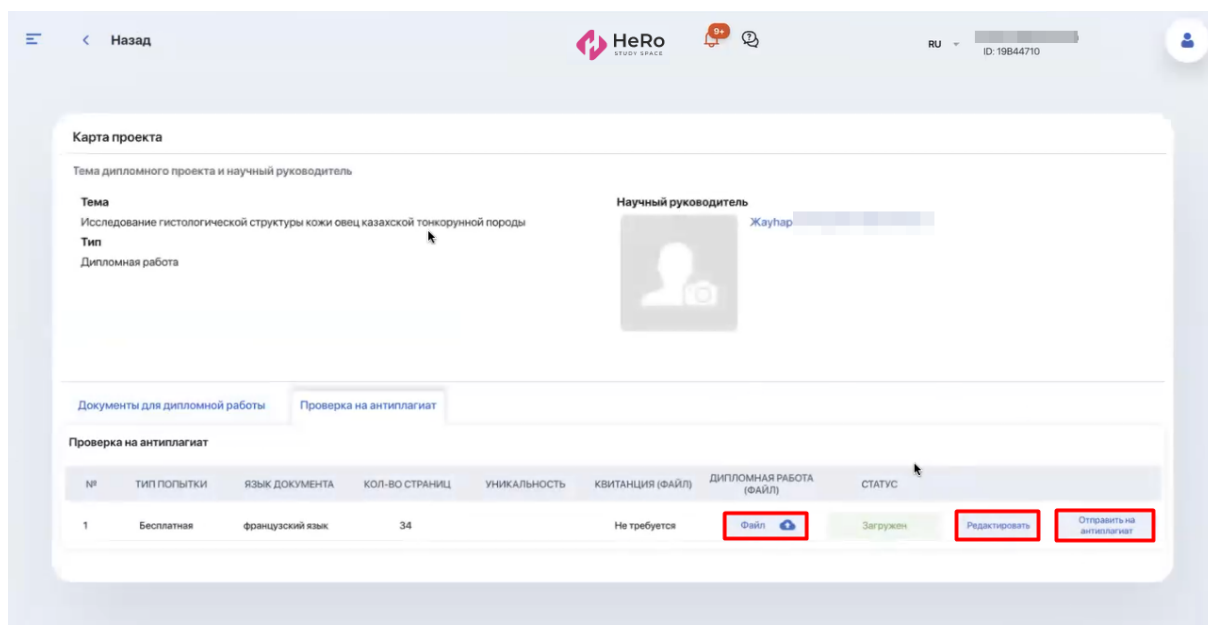 Назад
HeRo
STUDY SPACE
9+
RU
ID: 19B44710
Карта проекта
Тема дипломного проекта и научный руководитель
Тема
Исследование гистологической структуры кожи овец казахской тонкорунной породы
Тип
Дипломная работа
Научный руководитель
Жауһар
Документы для дипломной работы
Проверка на антиплагиат
Проверка на антиплагиат
№ ТИП ПОПЫТКИ ЯЗЫК ДОКУМЕНТА КОЛ-ВО СТРАНИЦ УНИКАЛЬНОСТЬ КВИТАНЦИЯ (ФАЙЛ) ДИПЛОМНАЯ РАБОТА
(ФАЙЛ) СТАТУС
1 Бесплатная французский язык 34 Не требуется Файл Загружен Редактировать Отправить на
антиплагиат